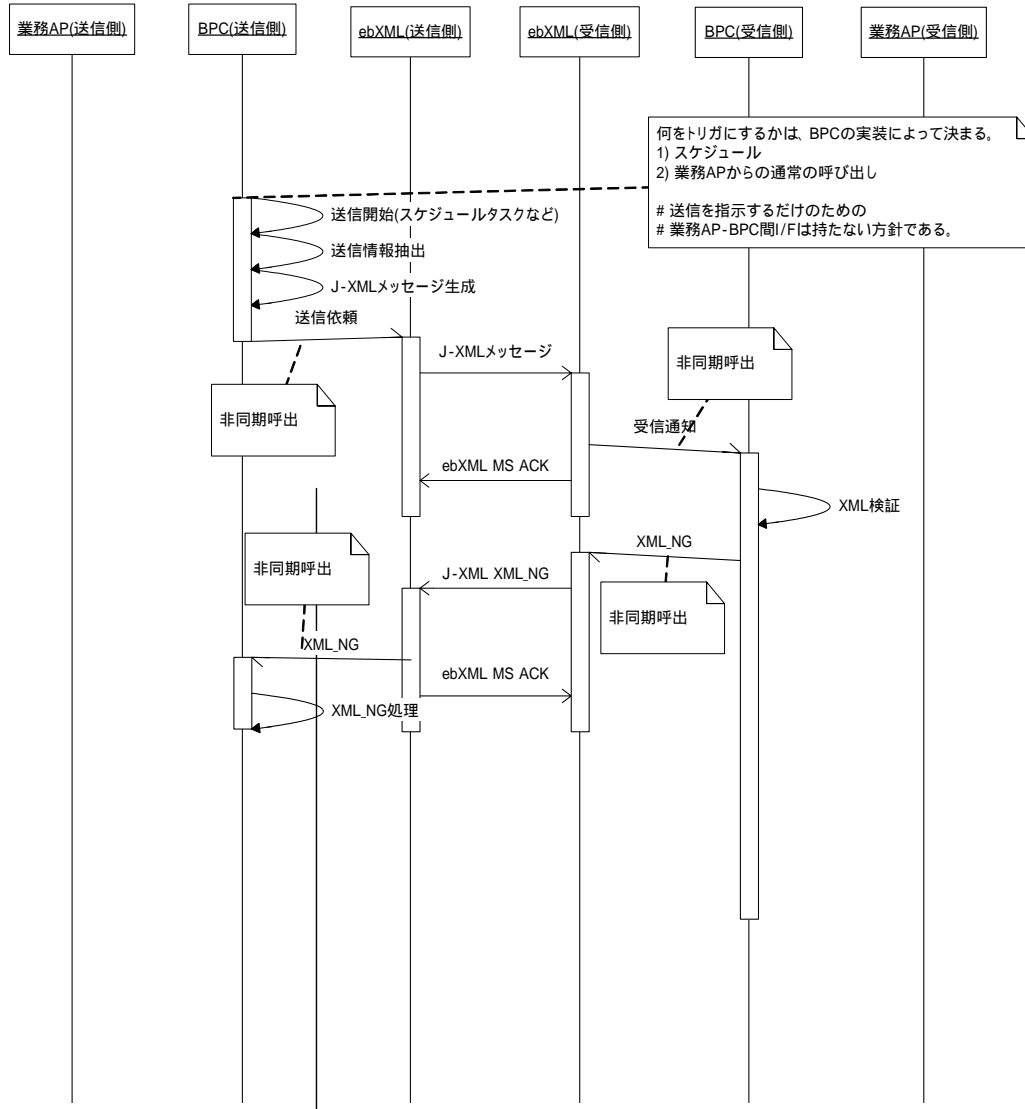 業務AP(送信側)
BPC(送信側)
ebXML(送信側)
ebXML(受信側)
BPC(受信側)
業務AP(受信側)
何をトリガにするかは、BPCの実装によって決まる。
1) スケジュール
2) 業務APからの通常の呼び出し
# 送信を指示するだけのための
# 業務AP-BPC間I/Fは持たない方針である。
送信開始(スケジュールタスクなど)
送信情報抽出
J-XMLメッセージ生成
送信依頼
J-XMLメッセージ
非同期呼出
非同期呼出
受信通知
ebXML MS ACK
XML検証
XML_NG
非同期呼出
J-XML XML_NG
非同期呼出
XML_NG
ebXML MS ACK
XML_NG処理